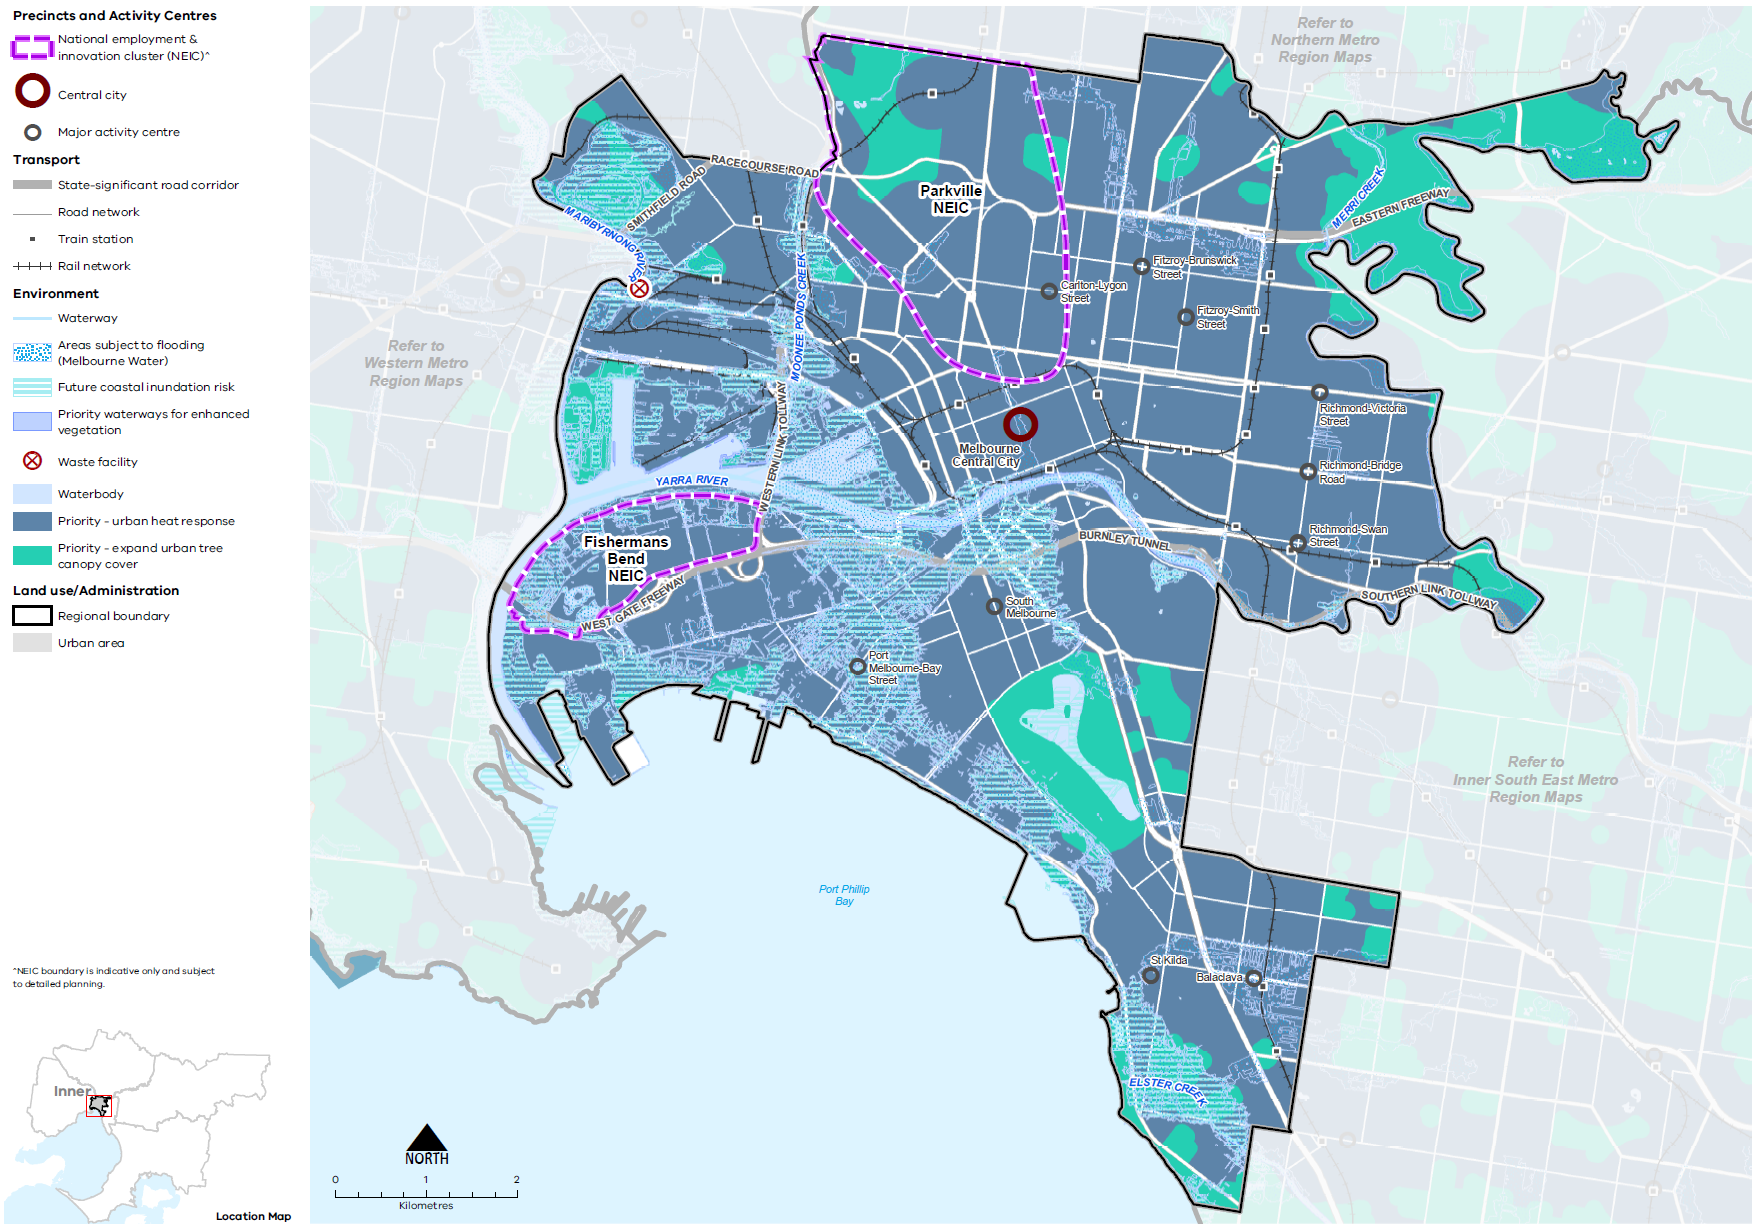 Precincts and Activity Centres
National employment &
innovation cluster (NEIC)^
Central city
Major activity centre
Transport
State-significant road corridor
Road network
Train station
Rail network
Environment
Waterway
Areas subject to flooding
(Melbourne Water)
Future coastal inundation risk
Priority waterways for enhanced
vegetation
Waste facility
Waterbody
Priority - urban heat response
Priority - expand urban tree
canopy cover
Land use/Administration
Regional boundary
Urban area
^NEIC boundary is indicative only and subject
to detailed planning.
Inner
Location Map
Refer to
Northern Metro
Region Maps
RACECOURSE ROAD
SMITHFIELD ROAD
MARIBYRNONG RIVER
Parkville
NEIC
MERRI CREEK
EASTERN FREEWAY
MOONEE PONDS CREEK
Fitzroy-Brunswick
Street
Carlton-Lygon
Street
Fitzroy-Smith
Street
Refer to
Western Metro
Region Maps
WESTERN LINK TOLLWAY
Richmond-Victoria
Street
Melbourne
Central City
Richmond-Bridge
Road
YARRA RIVER
Fishermans
Bend
NEIC
BURNLEY TUNNEL
Richmond-Swan
Street
WEST GATE FREEWAY
SOUTHERN LINK TOLLWAY
South
Melbourne
Port
Melbourne-Bay
Street
Refer to
Inner South East Metro
Region Maps
Port Phillip
Bay
St Kilda
Balaclava
ELSTER CREEK
NORTH
0 1 2
Kilometres